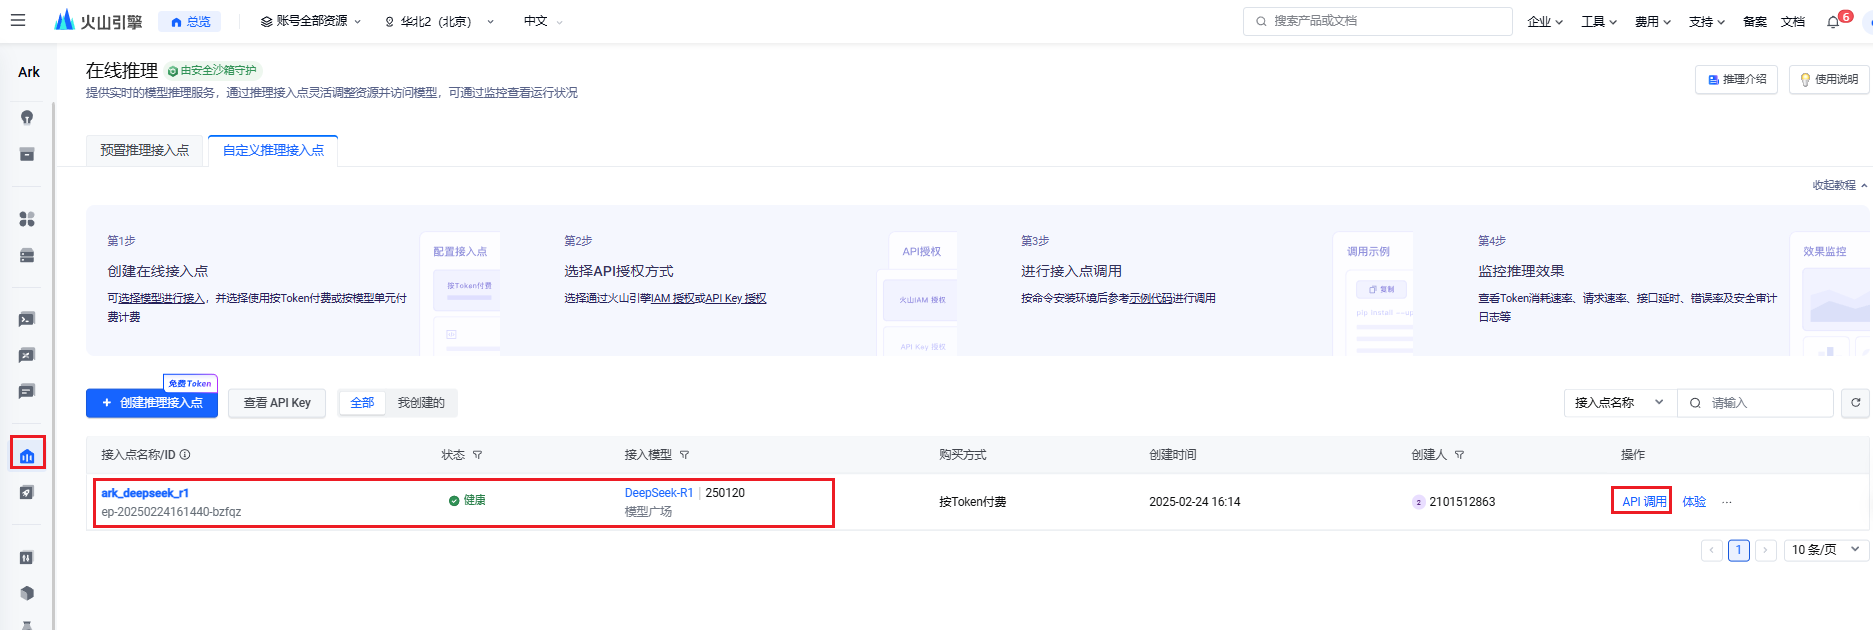 火山引擎 总览 账号全部资源 华北2（北京） 中文 搜索产品或文档 企业 工具 费用 支持 备案 文档 6
Ark
在线推理 由安全沙箱守护
提供实时的模型推理服务，通过推理接入点灵活调整资源并访问模型，可通过监控查看运行状况
推理介绍 使用说明
预置推理接入点 自定义推理接入点
收起教程
第1步
创建在线接入点
可选择模型进行接入，并选择使用按Token付费或按模型单元付
费计费
配置接入点
按Token付费
第2步
选择API授权方式
选择通过火山引擎IAM 授权或API Key 授权
API授权
火山IAM 授权
API Key 授权
第3步
进行接入点调用
按命令安装环境后参考示例代码进行调用
调用示例
复制
pip install --up
第4步
监控推理效果
查看Token消耗速率、请求速率、接口延时、错误率及安全审计
日志等
效果监控
免费Token
+ 创建推理接入点 查看 API Key 全部 我创建的 接入点名称 请输入
接入点名称/ID 状态 接入模型 购买方式 创建时间 创建人 操作
ark_deepseek_r1 健康 DeepSeek-R1 | 250120 按Token付费 2025-02-24 16:14 2 2101512863 API 调用 体验 ···
ep-20250224161440-bzfqz 模型广场
1 10 条/页